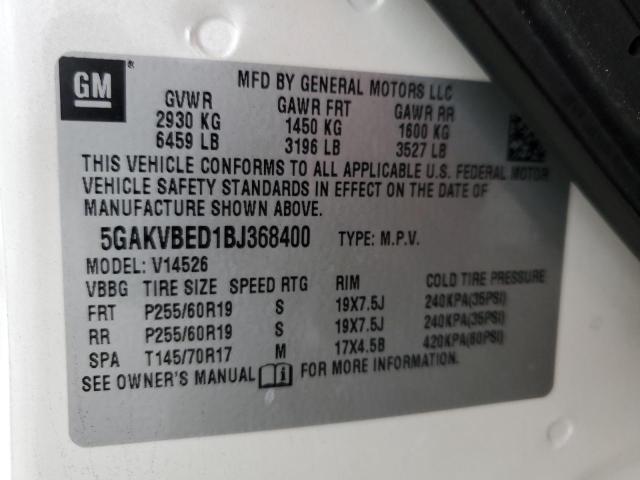 GM
MFD BY GENERAL MOTORS LLC
GVWR GAWR FRT GAWR RR
2930 KG 1450 KG 1600 KG
6459 LB 3196 LB 3527 LB
THIS VEHICLE CONFORMS TO ALL APPLICABLE U.S. FEDERAL MOTOR
VEHICLE SAFETY STANDARDS IN EFFECT ON THE DATE OF
MANUFACTURE SHOWN ABOVE.
5GAKVBED1BJ368400 TYPE: M.P.V.
MODEL: V14526
VBBG TIRE SIZE SPEED RTG RIM COLD TIRE PRESSURE
FRT P255/60R19 S 19X7.5J 240KPA(35PSI)
RR P255/60R19 S 19X7.5J 240KPA(35PSI)
SPA T145/70R17 M 17X4.5B 420KPA(60PSI)
SEE OWNER'S MANUAL i FOR MORE INFORMATION.